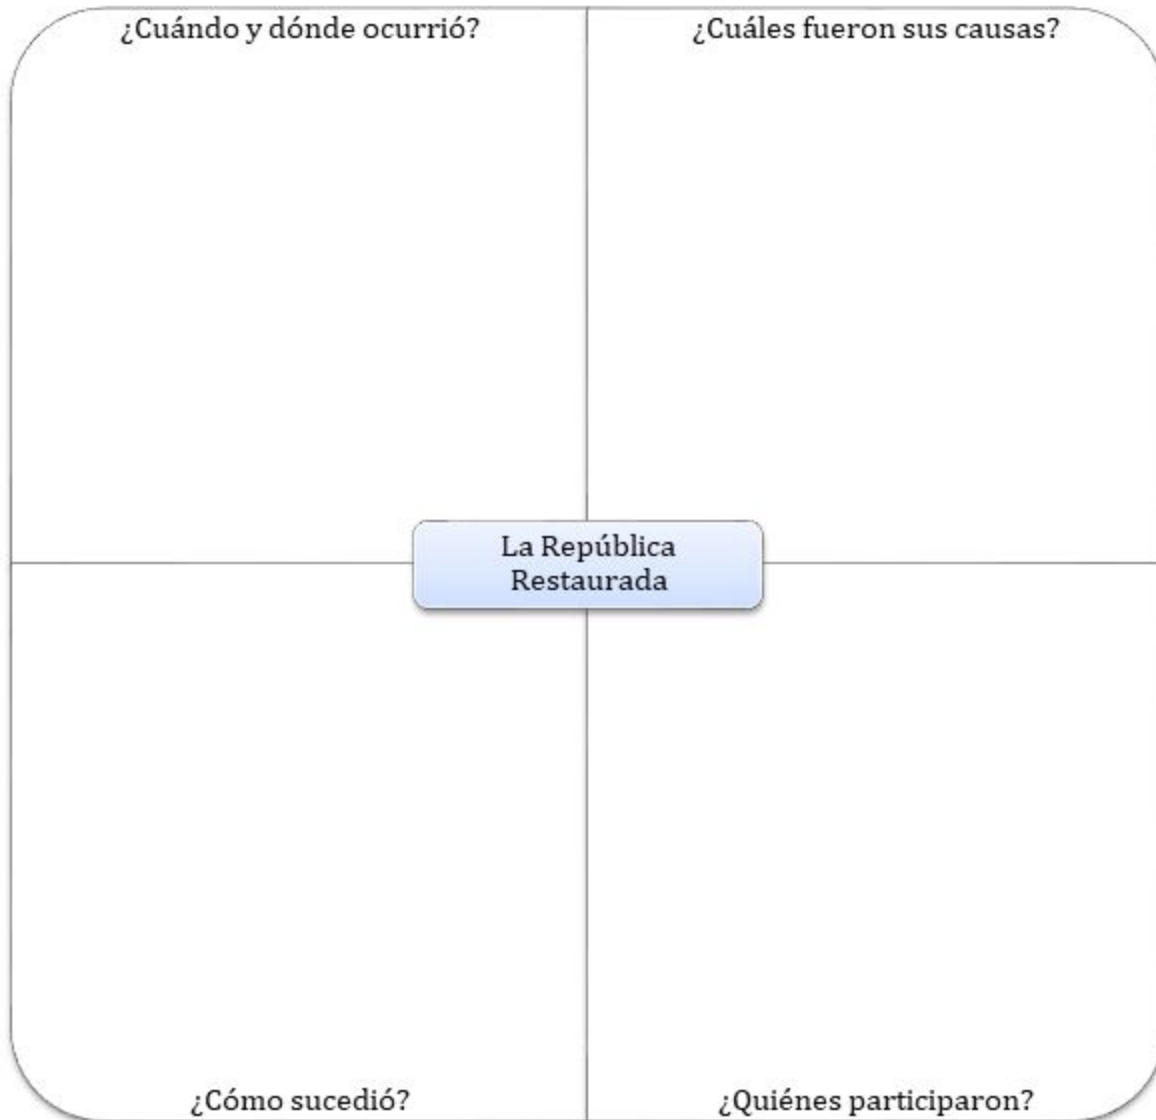 ¿Cuándo y dónde ocurrió?
¿Cuáles fueron sus causas?
La República
Restaurada
¿Cómo sucedió?
¿Quiénes participaron?